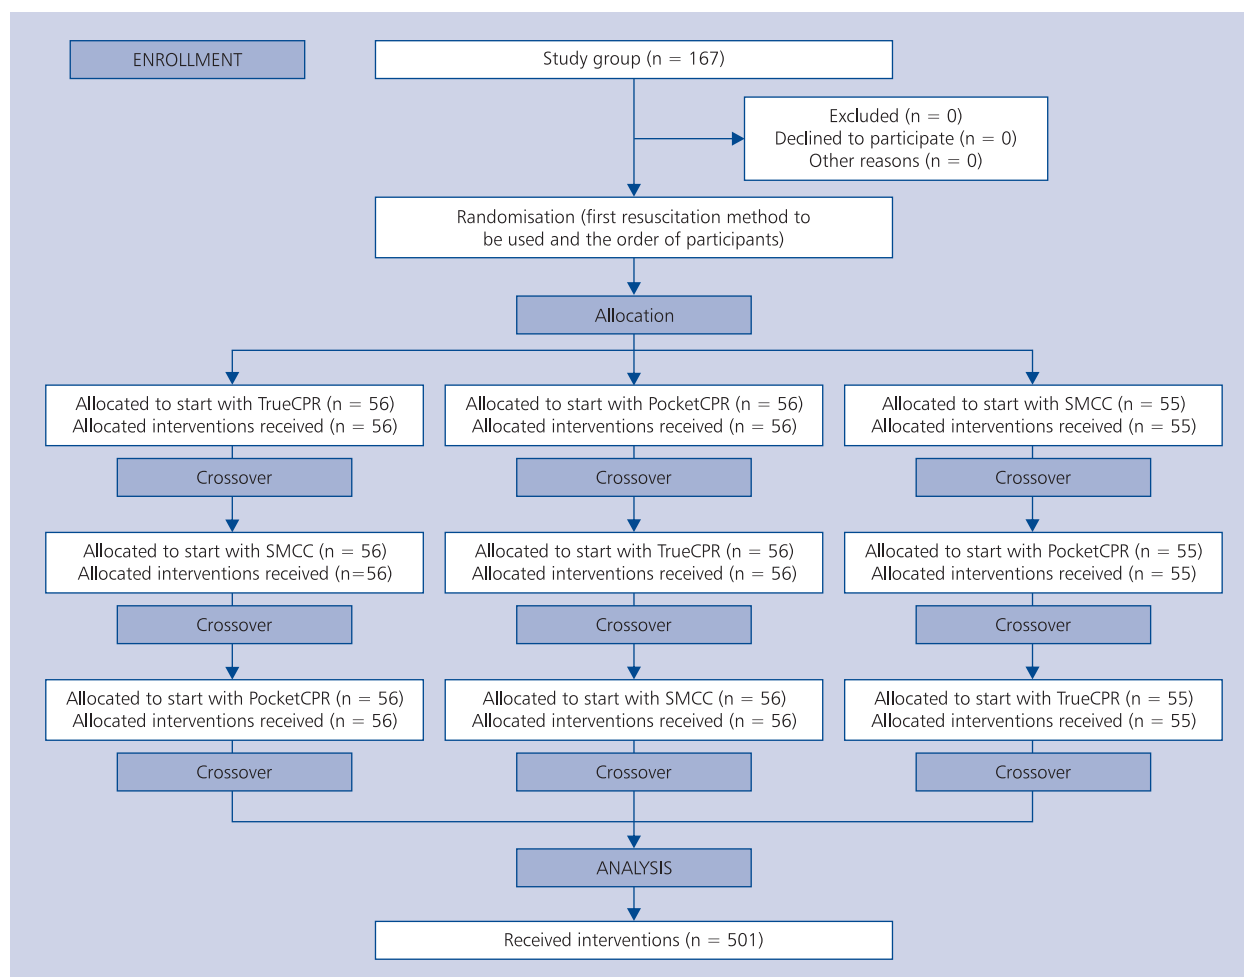 ENROLLMENT
Study group (n = 167)
Excluded (n = 0)
Declined to participate (n = 0)
Other reasons (n = 0)
Randomisation (first resuscitation method to
be used and the order of participants)
Allocation
Allocated to start with TrueCPR (n = 56)
Allocated interventions received (n = 56)
Allocated to start with PocketCPR (n = 56)
Allocated interventions received (n = 56)
Allocated to start with SMCC (n = 55)
Allocated interventions received (n = 55)
Crossover
Crossover
Crossover
Allocated to start with SMCC (n = 56)
Allocated interventions received (n=56)
Allocated to start with TrueCPR (n = 56)
Allocated interventions received (n = 56)
Allocated to start with PocketCPR (n = 55)
Allocated interventions received (n = 55)
Crossover
Crossover
Crossover
Allocated to start with PocketCPR (n = 56)
Allocated interventions received (n = 56)
Allocated to start with SMCC (n = 56)
Allocated interventions received (n = 56)
Allocated to start with TrueCPR (n = 55)
Allocated interventions received (n = 55)
Crossover
Crossover
Crossover
ANALYSIS
Received interventions (n = 501)